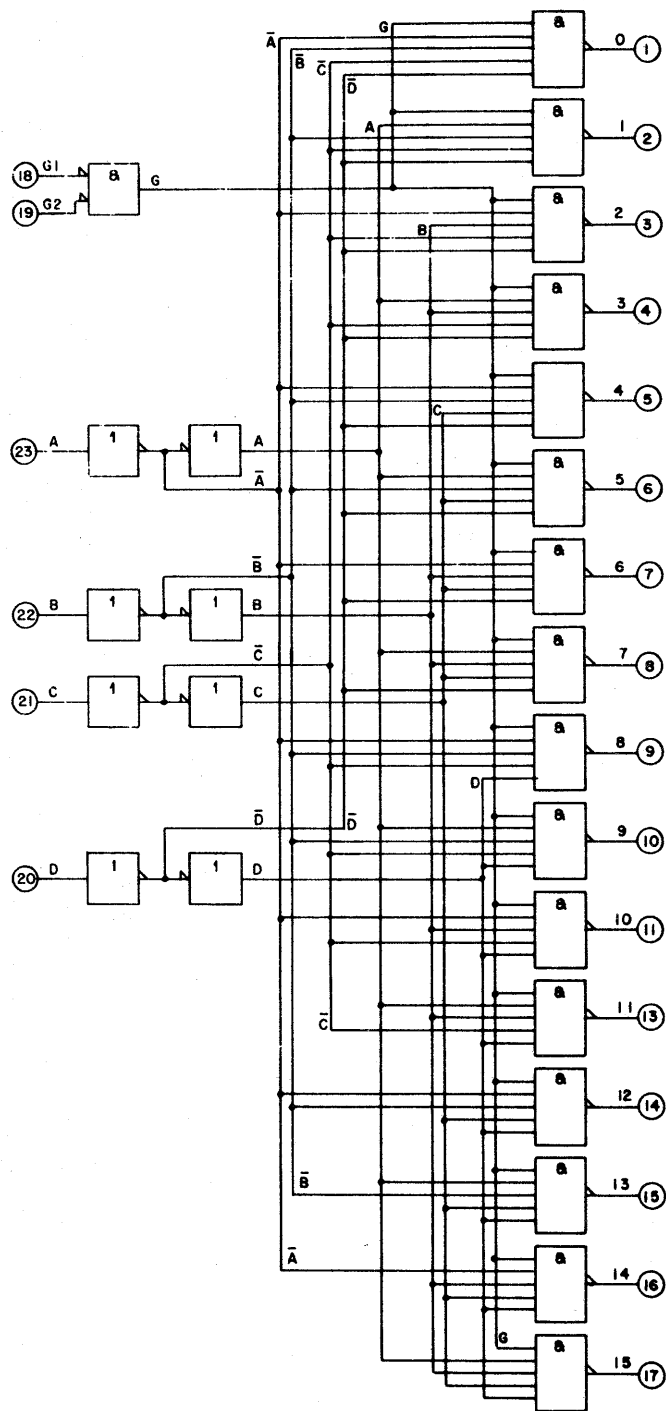 G & 0 1
A̅ B̅ C̅ D̅
& 1 2
A
18 G1 & G
19 G2
& 2 3
B
& 3 4
4 5
C
23 A 1 1 A
A̅
& 5 6
& 6 7
B̅
22 B 1 1 B
& 7 8
C̅
21 C 1 1 C
& 8 9
D
D̅ D̅
& 9 10
20 D 1 1 D
& 10 11
& 11 13
C̅
& 12 14
& 13 15
B̅
A̅
& 14 16
G & 15 17